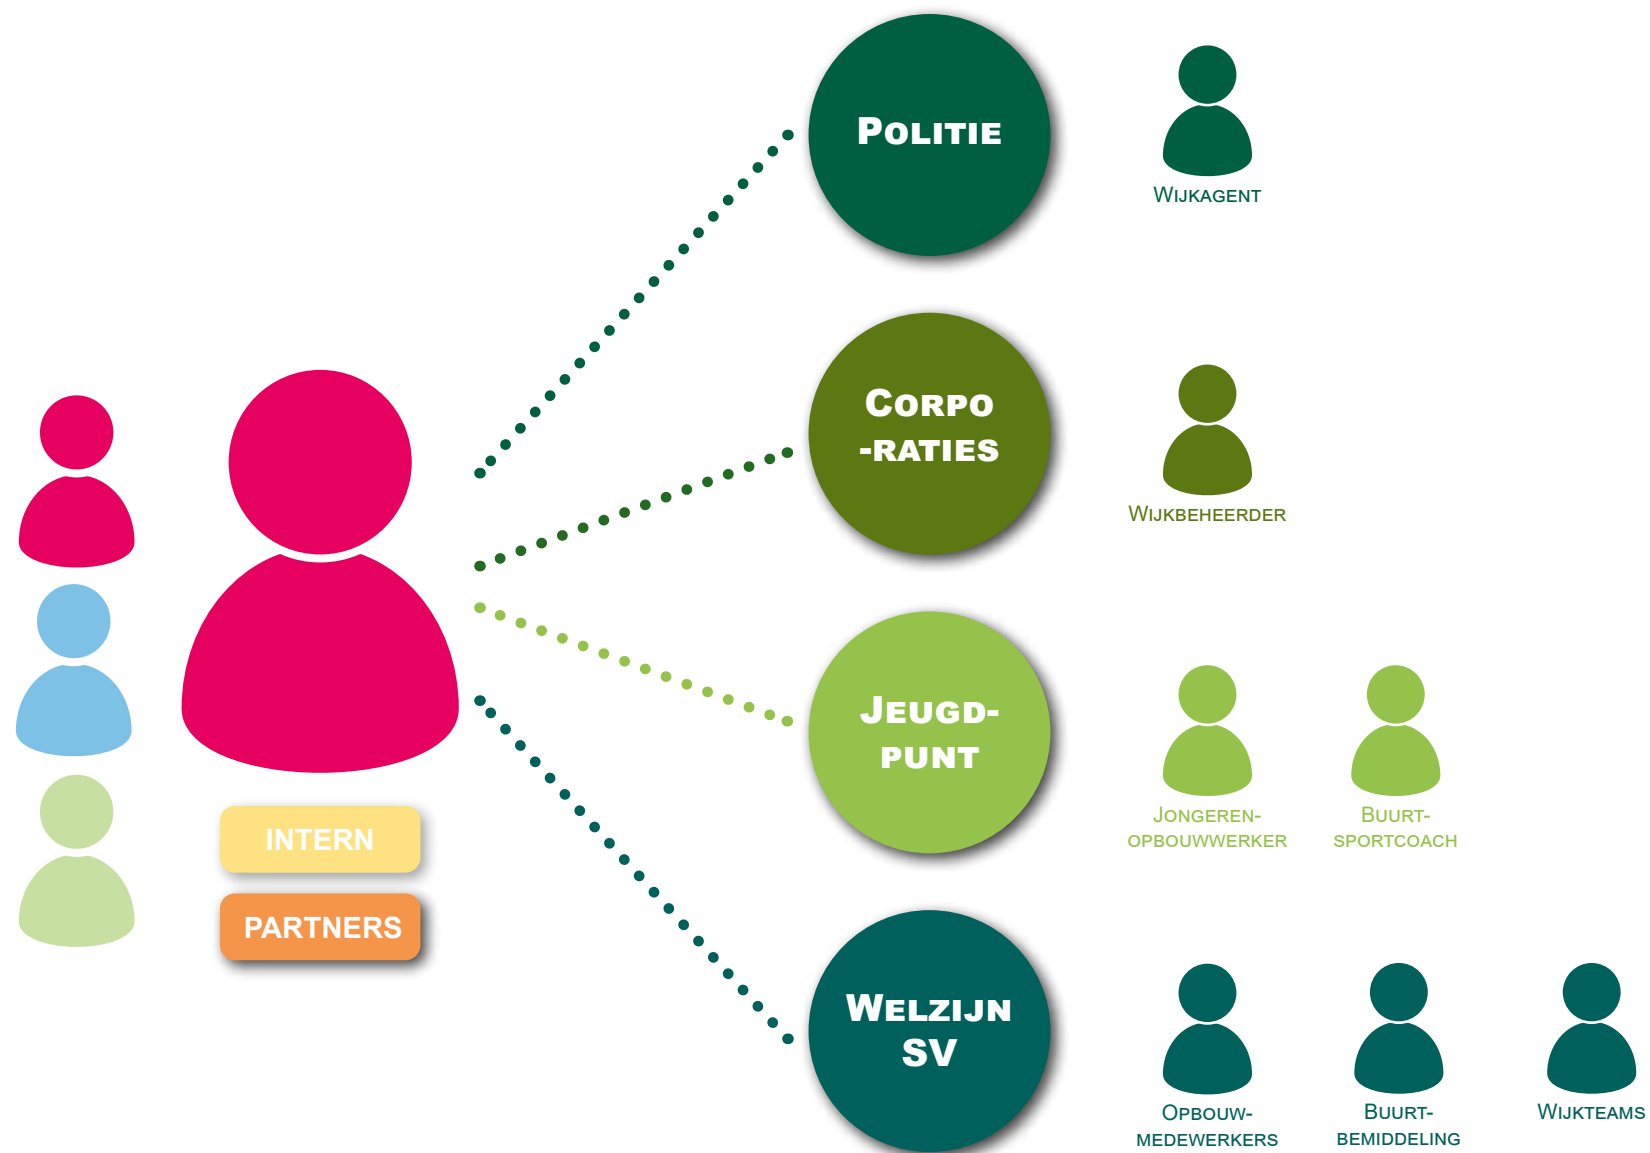 Politie
Wijkagent
Corpo
-raties
Wijkbeheerder
Jeugd-
punt
Jongeren-
opbouwwerker
Buurt-
sportcoach
INTERN
PARTNERS
Welzijn
SV
Opbouw-
medewerkers
Buurt-
bemiddeling
Wijkteams